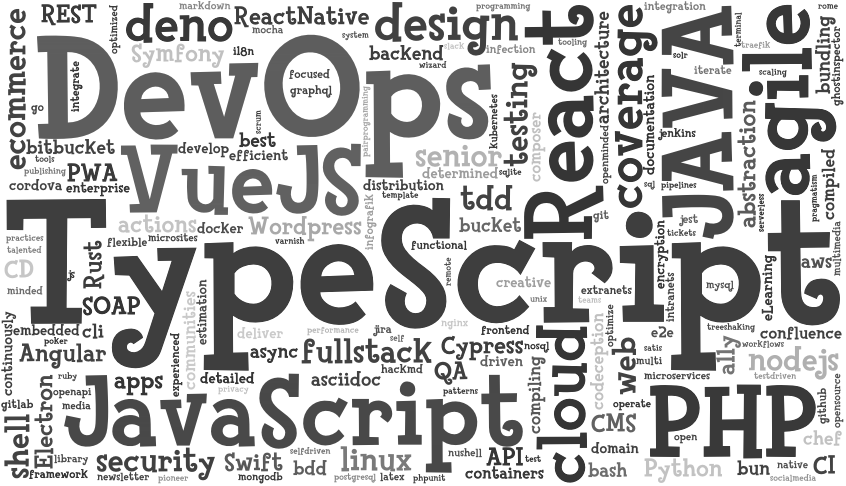 REST
optimized
markdown
deno
ReactNative
mocha
system
design
programming
integration
rome
ecommerce
Symfony
il8n
backend
slack
infection
wizard
tooling
React
architecture
coverage
JAVA
terminal
traefik
agile
bundling
ghostinspector
DevOps
integrate
go
focused
graphql
scrum
pairprogramming
kubernetes
testing
composer
openminded
documentation
solr
iterate
scaling
bitbucket
tools
publishing
PWA
cordova
enterprise
develop
best
efficient
senior
determined
sqlite
jenkins
abstraction
compiled
pragmatism
VueJS
distribution
template
tdd
bucket
git
sql
pipelines
jest
tickets
serverless
multimedia
actions
docker
Wordpress
varnish
infografik
functional
flexible
microsites
practices
talented
CD
minded
js
Rust
TypeScript
remote
creative
unix
extranets
teams
encryption
intranets
mysql
eLearning
aws
SOAP
communities
estimation
experienced
continuously
embedded
cli
poker
Angular
deliver
performance
jira
self
nginx
frontend
async
fullstack
hackmd
Cypress
nosql
driven
QA
cloud
codeception
optimize
web
e2e
satis
multi
treeshaking
ally
workflows
confluence
nodejs
testdriven
microservices
ruby
openapi
media
gitlab
Electron
shell
apps
detailed
privacy
asciidoc
patterns
compiling
operate
JavaScript
CMS
PHP
open
github
opensource
chef
library
framework
security
newsletter
pioneer
Swift
mongodb
selfdriven
bdd
linux
postgresql
latex
phpunit
nushell
API
test
containers
domain
bash
Python
bun
native
CI
socialmedia